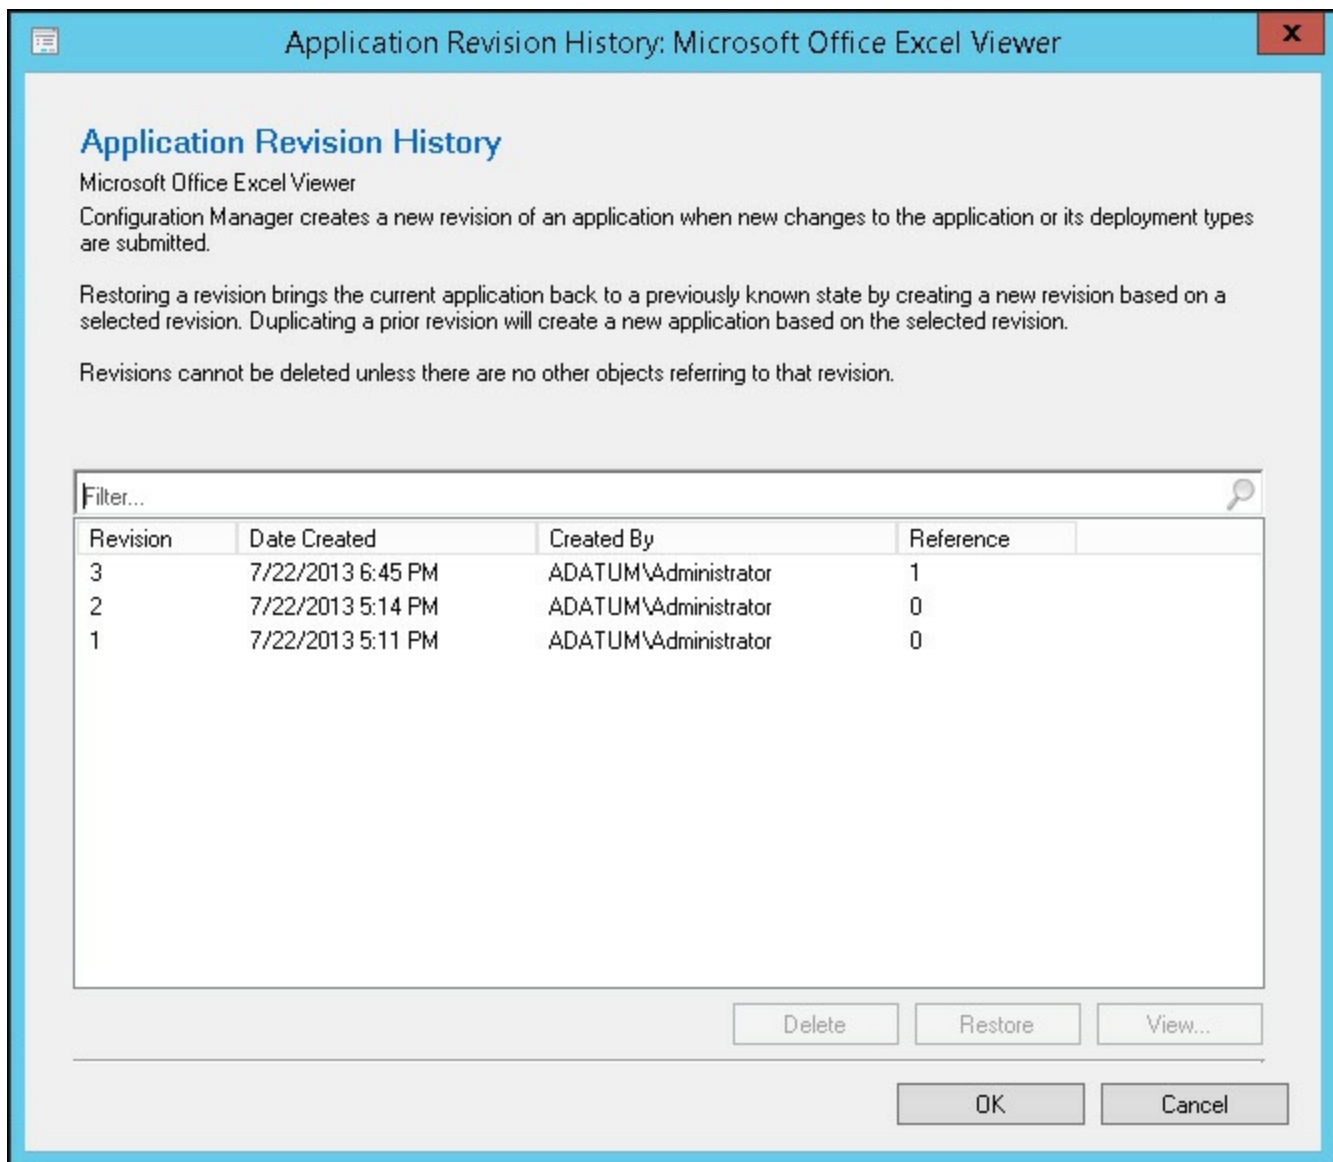 Application Revision History: Microsoft Office Excel Viewer
x
Application Revision History
Microsoft Office Excel Viewer
Configuration Manager creates a new revision of an application when new changes to the application or its deployment types
are submitted.
Restoring a revision brings the current application back to a previously known state by creating a new revision based on a
selected revision. Duplicating a prior revision will create a new application based on the selected revision.
Revisions cannot be deleted unless there are no other objects referring to that revision.
Filter...
Revision Date Created Created By Reference
3 7/22/2013 6:45 PM ADATUM\Administrator 1
2 7/22/2013 5:14 PM ADATUM\Administrator 0
1 7/22/2013 5:11 PM ADATUM\Administrator 0
Delete Restore View...
OK Cancel